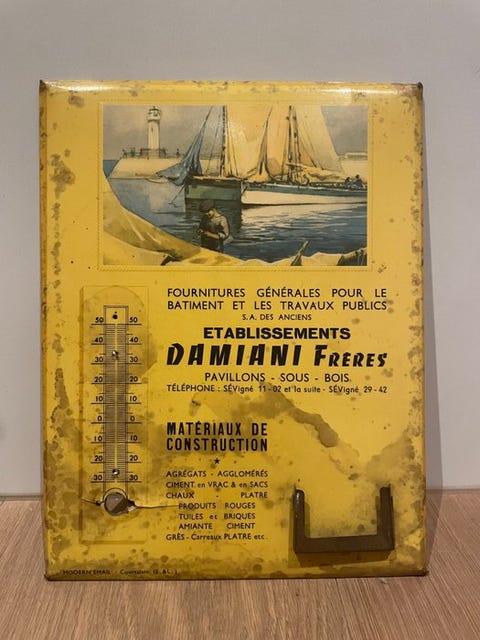 FOURNITURES GÉNÉRALES POUR LE
BATIMENT ET LES TRAVAUX PUBLICS
S.A. DES ANCIENS
ETABLISSEMENTS
DAMIANI FRÈRES
PAVILLONS - SOUS - BOIS.
TÉLÉPHONE : SÉVigné 11-02 et la suite - SÉVigné 29-42
50 50
40 40
30 30
20 20
10 10
0 0
10 10
20 20
30 30
MATÉRIAUX DE
CONSTRUCTION
AGRÉGATS - AGGLOMÉRÉS
CIMENT en VRAC & en SACS
CHAUX PLATRE
PRODUITS ROUGES
TUILES et BRIQUES
AMIANTE CIMENT
GRÈS - Carreaux PLATRE etc.
MODERN'EMAIL - Courtalain (E. & L.)